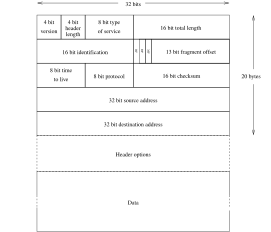 32 bits
4 bit version
4 bit header length
8 bit type of service
16 bit total length
16 bit identification
13 bit fragment offset
8 bit time to live
8 bit protocol
16 bit checksum
20 bytes
32 bit source address
32 bit destination address
Header options
Data